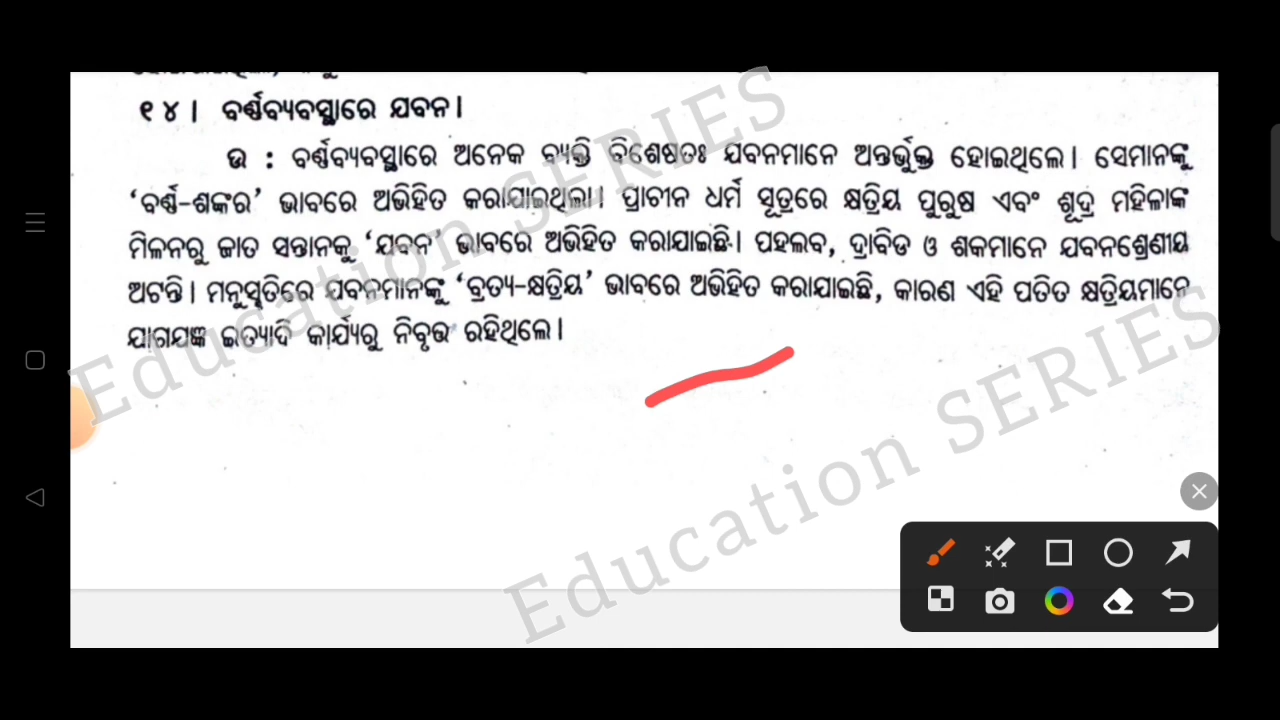 ୧୪। ବର୍ଣ୍ଣବ୍ୟବସ୍ଥାରେ ଯବନ।
ଉ : ବର୍ଣ୍ଣବ୍ୟବସ୍ଥାରେ ଅନେକ ବ୍ୟକ୍ତି ବିଶେଷତଃ ଯବନମାନେ ଅନ୍ତର୍ଭୁକ୍ତ ହୋଇଥିଲେ। ସେମାନଙ୍କୁ
‘ବର୍ଣ୍ଣ-ଶଙ୍କର’ ଭାବରେ ଅଭିହିତ କରାଯାଇଥିଲା। ପ୍ରାଚୀନ ଧର୍ମ ସୂତ୍ରରେ କ୍ଷତ୍ରିୟ ପୁରୁଷ ଏବଂ ଶୂଦ୍ର ମହିଳାଙ୍କ
ମିଳନରୁ ଜାତ ସନ୍ତାନକୁ ‘ଯବନ’ ଭାବରେ ଅଭିହିତ କରାଯାଇଛି। ପହଲବ, ଦ୍ରାବିଡ ଓ ଶକମାନେ ଯବନଶ୍ରେଣୀୟ
ଅଟନ୍ତି। ମନୁସ୍ମୃତିରେ ଯବନମାନଙ୍କୁ ‘ବ୍ରତ୍ୟ-କ୍ଷତ୍ରିୟ’ ଭାବରେ ଅଭିହିତ କରାଯାଇଛି, କାରଣ ଏହି ପତିତ କ୍ଷତ୍ରିୟମାନେ
ଯାଗଯଜ୍ଞ ଇତ୍ୟାଦି କାର୍ଯ୍ୟରୁ ନିବୃତ୍ତ ରହିଥିଲେ।
Education SERIES
Education SERIES